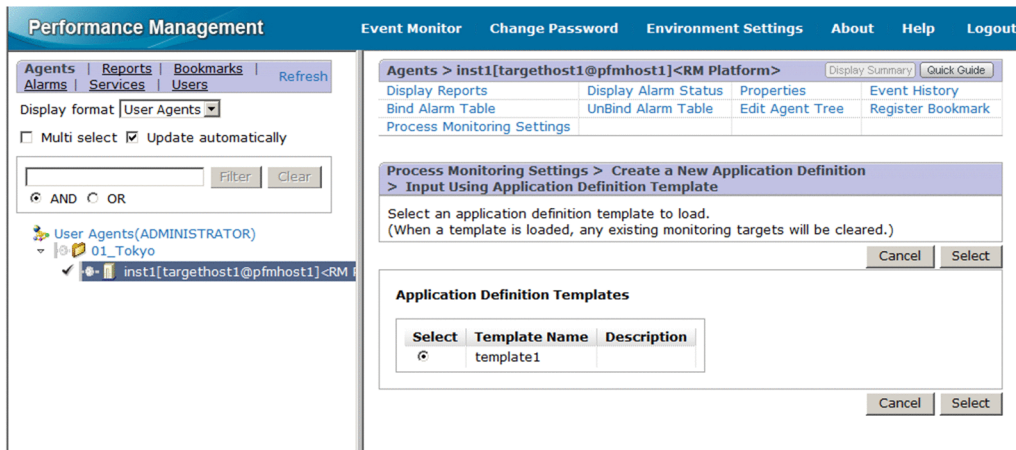 Performance Management
Event Monitor Change Password Environment Settings About Help Logout
Agents | Reports | Bookmarks | Refresh
Alarms | Services | Users
Display format User Agents
Multi select Update automatically
Filter Clear
AND OR
User Agents(ADMINISTRATOR)
01_Tokyo
inst1[targethost1@pfmhost1]<RM
Agents > inst1[targethost1@pfmhost1]<RM Platform> Display Summary Quick Guide
Display Reports Display Alarm Status Properties Event History
Bind Alarm Table UnBind Alarm Table Edit Agent Tree Register Bookmark
Process Monitoring Settings
Process Monitoring Settings > Create a New Application Definition
> Input Using Application Definition Template
Select an application definition template to load.
(When a template is loaded, any existing monitoring targets will be cleared.)
Cancel Select
Application Definition Templates
Select Template Name Description
template1
Cancel Select